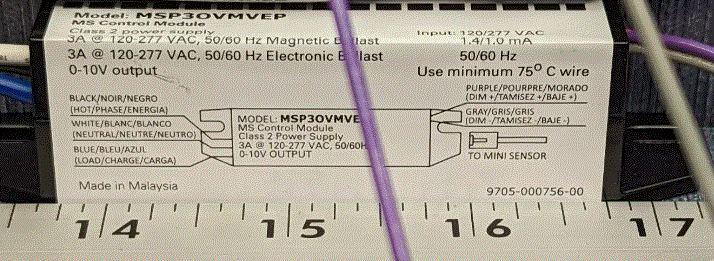 Model: MSP3OVMVEP
MS Control Module
Class 2 power supply
Input: 120/277 VAC
3A @ 120-277 VAC, 50/60 Hz Magnetic Ballast
1.4/1.0 mA
3A @ 120-277 VAC, 50/60 Hz Electronic Ballast
50/60 Hz
0-10V output
Use minimum 75° C wire
BLACK/NOIR/NEGRO
(HOT/PHASE/ENERGIA)
WHITE/BLANC/BLANCO
(NEUTRAL/NEUTRE/NEUTRO)
BLUE/BLEU/AZUL
(LOAD/CHARGE/CARGA)
MODEL: MSP3OVMVE
MS Control Module
Class 2 Power Supply
3A @ 120-277 VAC, 50/60H
0-10V OUTPUT
PURPLE/POURPRE/MORADO
(DIM +/TAMISEZ +/BAJE +)
GRAY/GRIS/GRIS
(DIM -/TAMISEZ -/BAJE -)
TO MINI SENSOR
Made in Malaysia
9705-000756-00
14 15 16 17